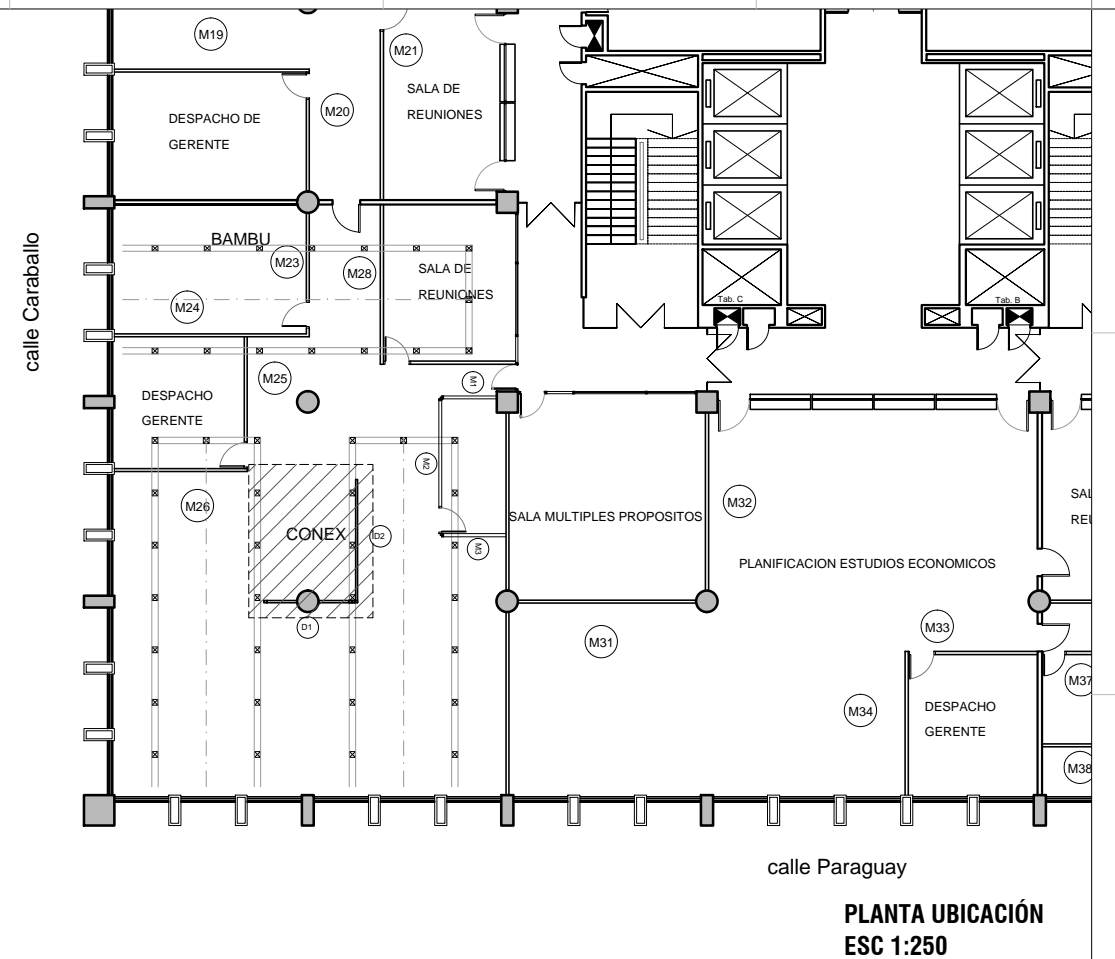 M19
M21
SALA DE
REUNIONES
M20
DESPACHO DE
GERENTE
calle Caraballo
BAMBU
M23
M28
SALA DE
REUNIONES
M24
Tab. C
Tab. B
M25
M1
DESPACHO
GERENTE
M2
M26
CONEX
D2
M3
D1
SALA MULTIPLES PROPOSITOS
M32
PLANIFICACION ESTUDIOS ECONOMICOS
SAL
REU
M31
M33
M34
DESPACHO
GERENTE
M37
M38
calle Paraguay
PLANTA UBICACIÓN
ESC 1:250